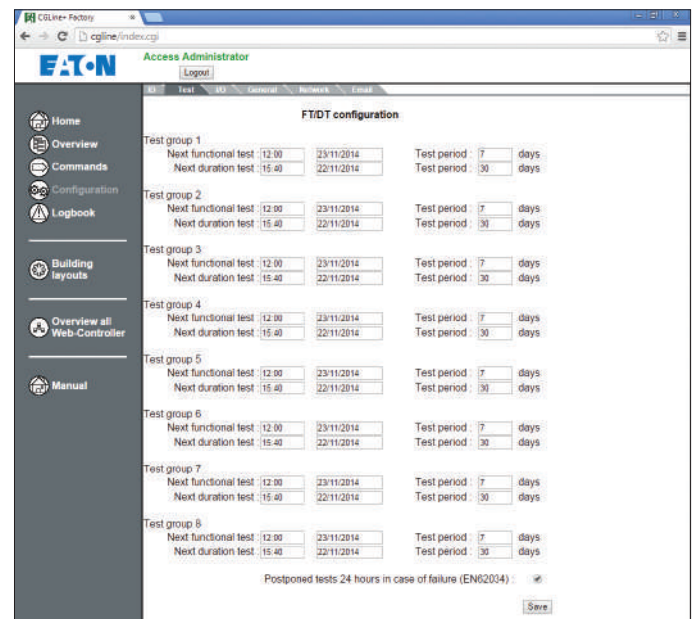 CGLine+ Factory
cgline/index.cgi
EATON
Access Administrator
Logout
ID Test I/O General Network Email
Home
Overview
Commands
Configuration
Logbook
Building
layouts
Overview all
Web-Controller
Manual
FT/DT configuration
Test group 1
Next functional test : 12:00 23/11/2014 Test period : 7 days
Next duration test : 15:40 22/11/2014 Test period : 30 days
Test group 2
Next functional test : 12:00 23/11/2014 Test period : 7 days
Next duration test : 15:40 22/11/2014 Test period : 30 days
Test group 3
Next functional test : 12:00 23/11/2014 Test period : 7 days
Next duration test : 15:40 22/11/2014 Test period : 30 days
Test group 4
Next functional test : 12:00 23/11/2014 Test period : 7 days
Next duration test : 15:40 22/11/2014 Test period : 30 days
Test group 5
Next functional test : 12:00 23/11/2014 Test period : 7 days
Next duration test : 15:40 22/11/2014 Test period : 30 days
Test group 6
Next functional test : 12:00 23/11/2014 Test period : 7 days
Next duration test : 15:40 22/11/2014 Test period : 30 days
Test group 7
Next functional test : 12:00 23/11/2014 Test period : 7 days
Next duration test : 15:40 22/11/2014 Test period : 30 days
Test group 8
Next functional test : 12:00 23/11/2014 Test period : 7 days
Next duration test : 15:40 22/11/2014 Test period : 30 days
Postponed tests 24 hours in case of failure (EN62034) :
Save